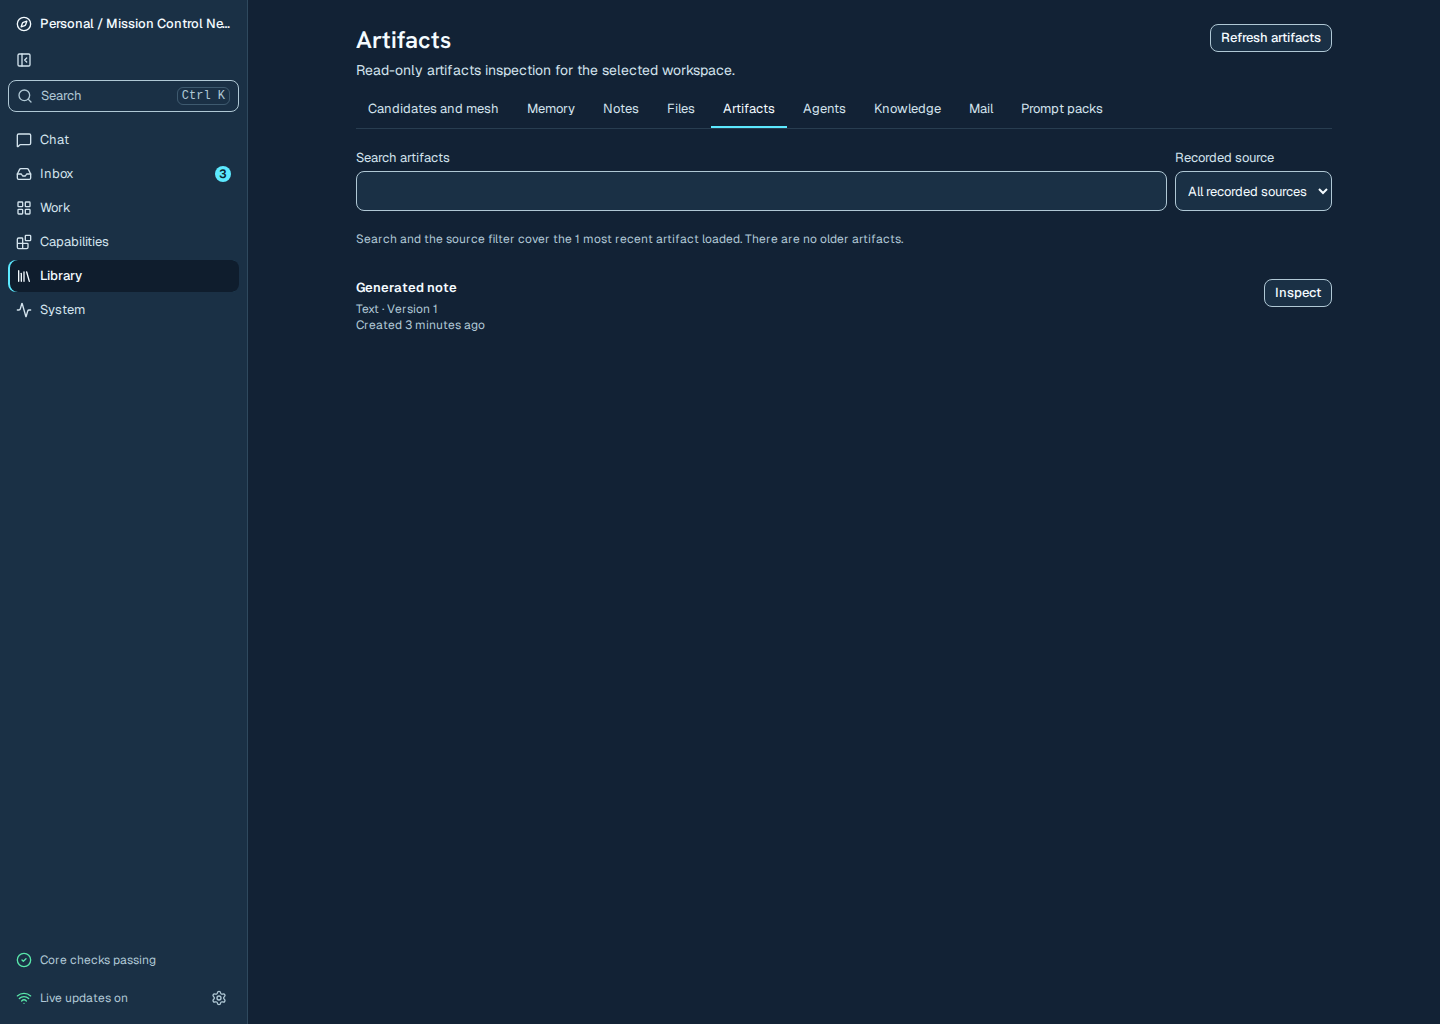 Personal / Mission Control Ne...
Search
Ctrl K
Chat
Inbox
3
Work
Capabilities
Library
System
Core checks passing
Live updates on
Artifacts
Refresh artifacts
Read-only artifacts inspection for the selected workspace.
Candidates and mesh
Memory
Notes
Files
Artifacts
Agents
Knowledge
Mail
Prompt packs
Search artifacts
Recorded source
All recorded sources
Search and the source filter cover the 1 most recent artifact loaded. There are no older artifacts.
Generated note
Inspect
Text · Version 1
Created 3 minutes ago